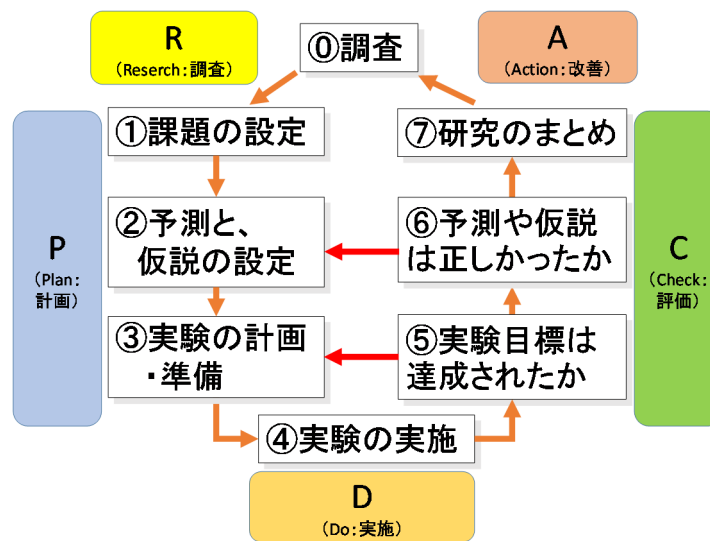 R
（Reserch：調査）
⓪調査
A
（Action：改善）
①課題の設定
⑦研究のまとめ
P
（Plan：
計画）
②予測と、
仮説の設定
⑥予測や仮説
は正しかったか
C
（Check：
評価）
③実験の計画
・準備
⑤実験目標は
達成されたか
④実験の実施
D
（Do：実施）